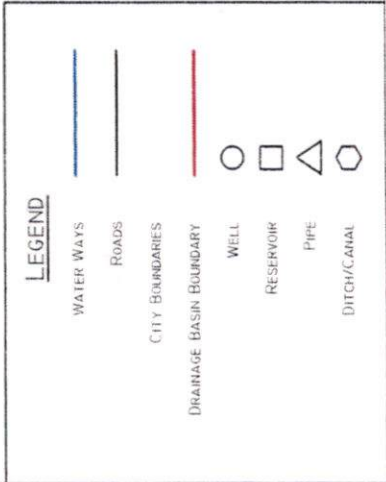 LEGEND
WATER WAYS
ROADS
CITY BOUNDARIES
DRAINAGE BASIN BOUNDARY
WELL
RESERVOIR
PIPE
DITCH/CANAL